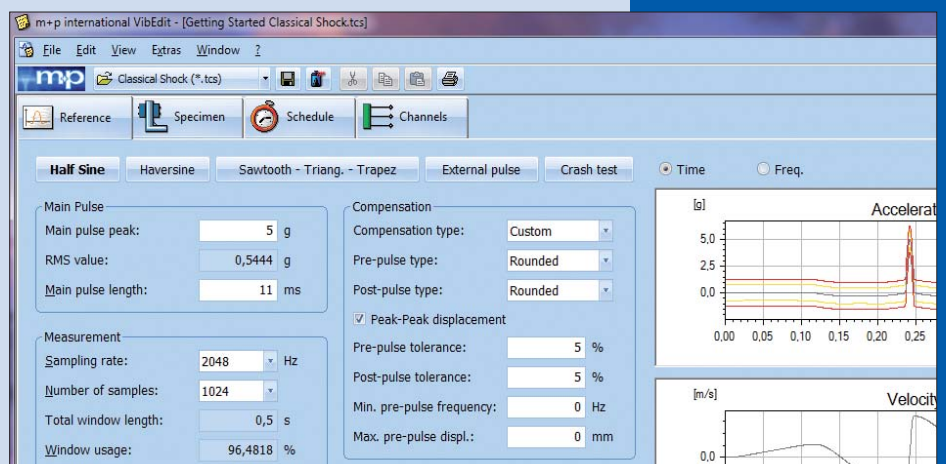 m+p international VibEdit - [Getting Started Classical Shock.tcs]
File Edit View Extras Window ?
m+p Classical Shock (*.tcs)
Reference Specimen Schedule Channels
Half Sine Haversine Sawtooth - Triang. - Trapez External pulse Crash test Time Freq.
Main Pulse
Main pulse peak: 5 g
RMS value: 0,5444 g
Main pulse length: 11 ms
Measurement
Sampling rate: 2048 Hz
Number of samples: 1024
Total window length: 0,5 s
Window usage: 96,4818 %
Compensation
Compensation type: Custom
Pre-pulse type: Rounded
Post-pulse type: Rounded
Peak-Peak displacement
Pre-pulse tolerance: 5 %
Post-pulse tolerance: 5 %
Min. pre-pulse frequency: 0 Hz
Max. pre-pulse displ.: 0 mm
[g] Accelerat
5,0
2,5
0,0
0,00 0,05 0,10 0,15 0,20 0,25
[m/s] Velocity
0,0